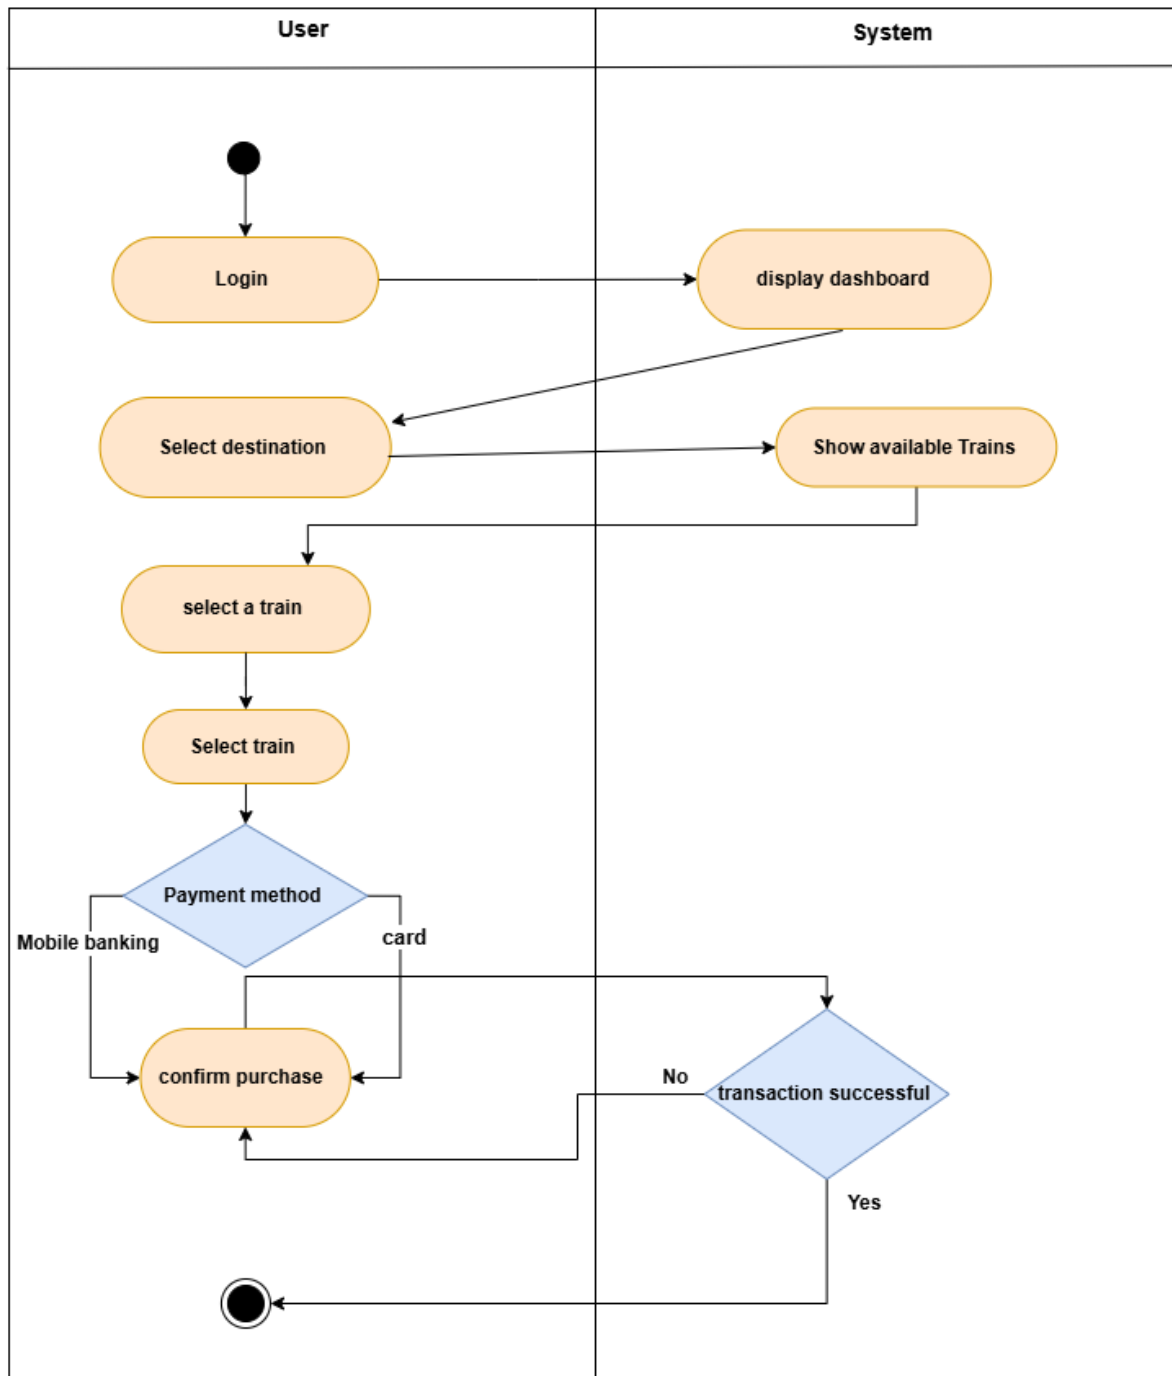 User
System
Login
display dashboard
Select destination
Show available Trains
select a train
Select train
Payment method
Mobile banking
card
confirm purchase
No
transaction successful
Yes